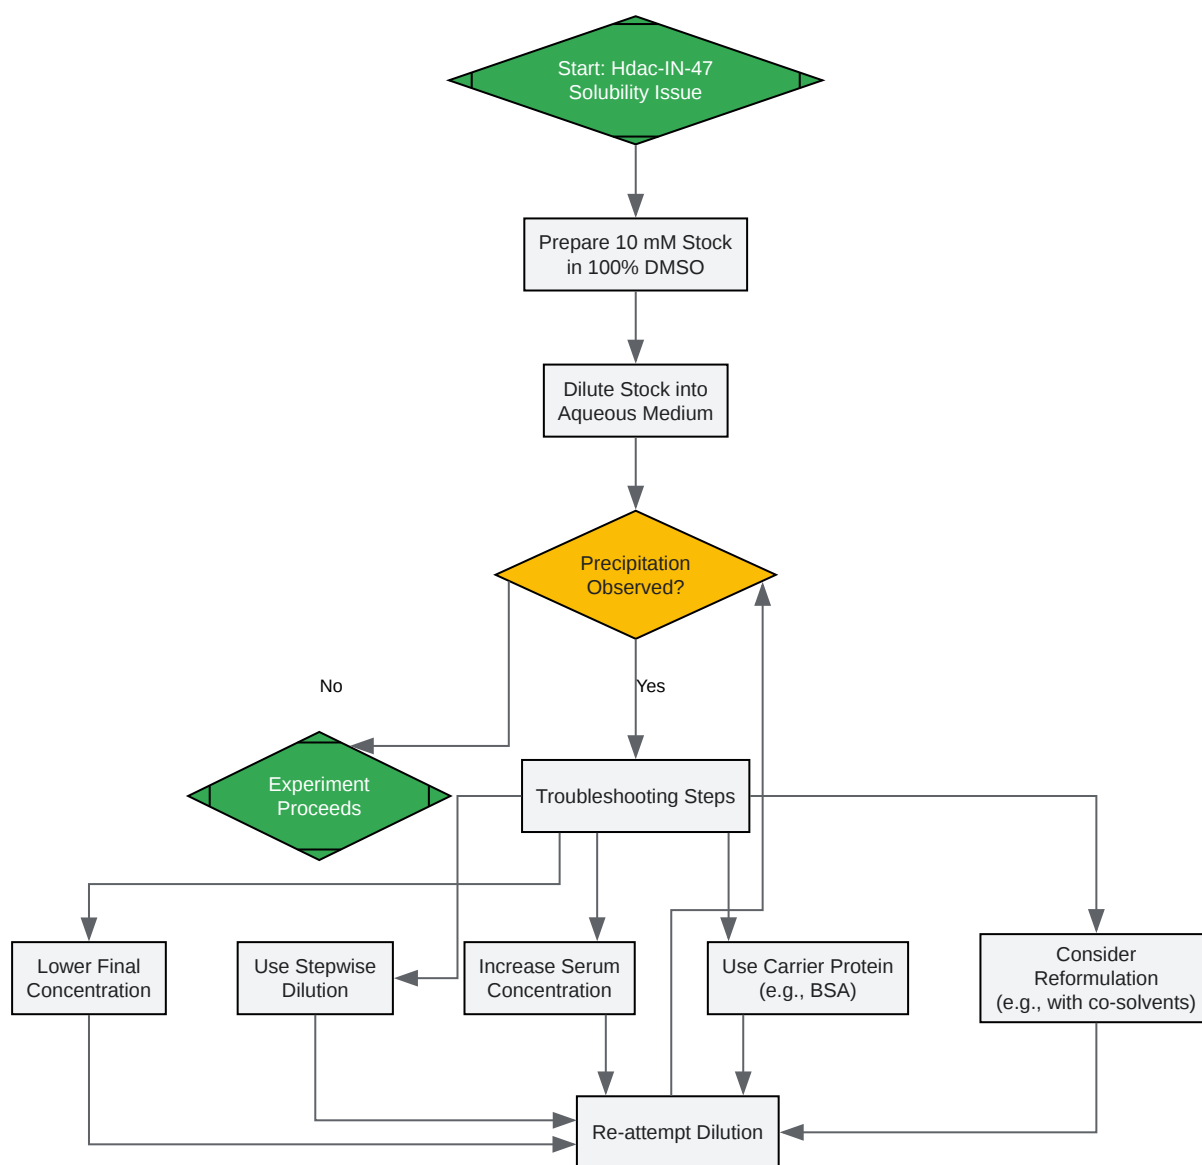 Start: Hdac-IN-47
Solubility Issue
Prepare 10 mM Stock
in 100% DMSO
Dilute Stock into
Aqueous Medium
Precipitation
Observed?
No
Yes
Experiment
Proceeds
Troubleshooting Steps
Lower Final
Concentration
Use Stepwise
Dilution
Increase Serum
Concentration
Use Carrier Protein
(e.g., BSA)
Consider
Reformulation
(e.g., with co-solvents)
Re-attempt Dilution